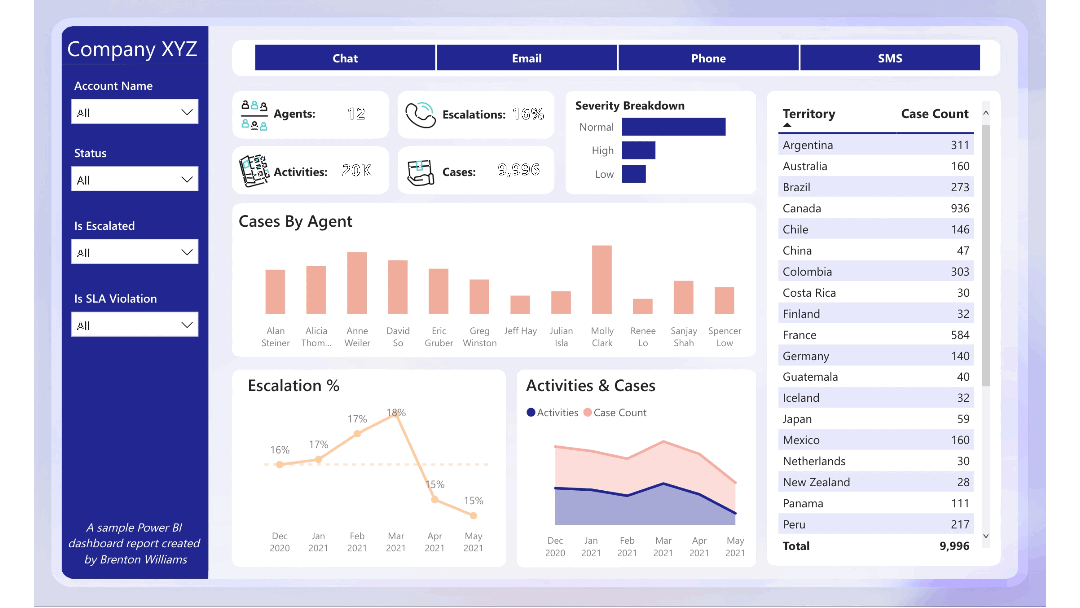 Company XYZ
Account Name
All
Status
All
Is Escalated
All
Is SLA Violation
All
A sample Power BI
dashboard report created
by Brenton Williams
Chat Email Phone SMS
Agents: 12
Escalations: 16%
Activities: 20K
Cases: 9,996
Severity Breakdown
Normal
High
Low
Cases By Agent
Alan Steiner
Alicia Thom...
Anne Weiler
David So
Eric Gruber
Greg Winston
Jeff Hay
Julian Isla
Molly Clark
Renee Lo
Sanjay Shah
Spencer Low
Escalation %
16%
17%
17%
18%
15%
15%
Dec 2020
Jan 2021
Feb 2021
Mar 2021
Apr 2021
May 2021
Activities & Cases
Activities Case Count
Dec 2020
Jan 2021
Feb 2021
Mar 2021
Apr 2021
May 2021
Territory Case Count
Argentina 311
Australia 160
Brazil 273
Canada 936
Chile 146
China 47
Colombia 303
Costa Rica 30
Finland 32
France 584
Germany 140
Guatemala 40
Iceland 32
Japan 59
Mexico 160
Netherlands 30
New Zealand 28
Panama 111
Peru 217
Total 9,996